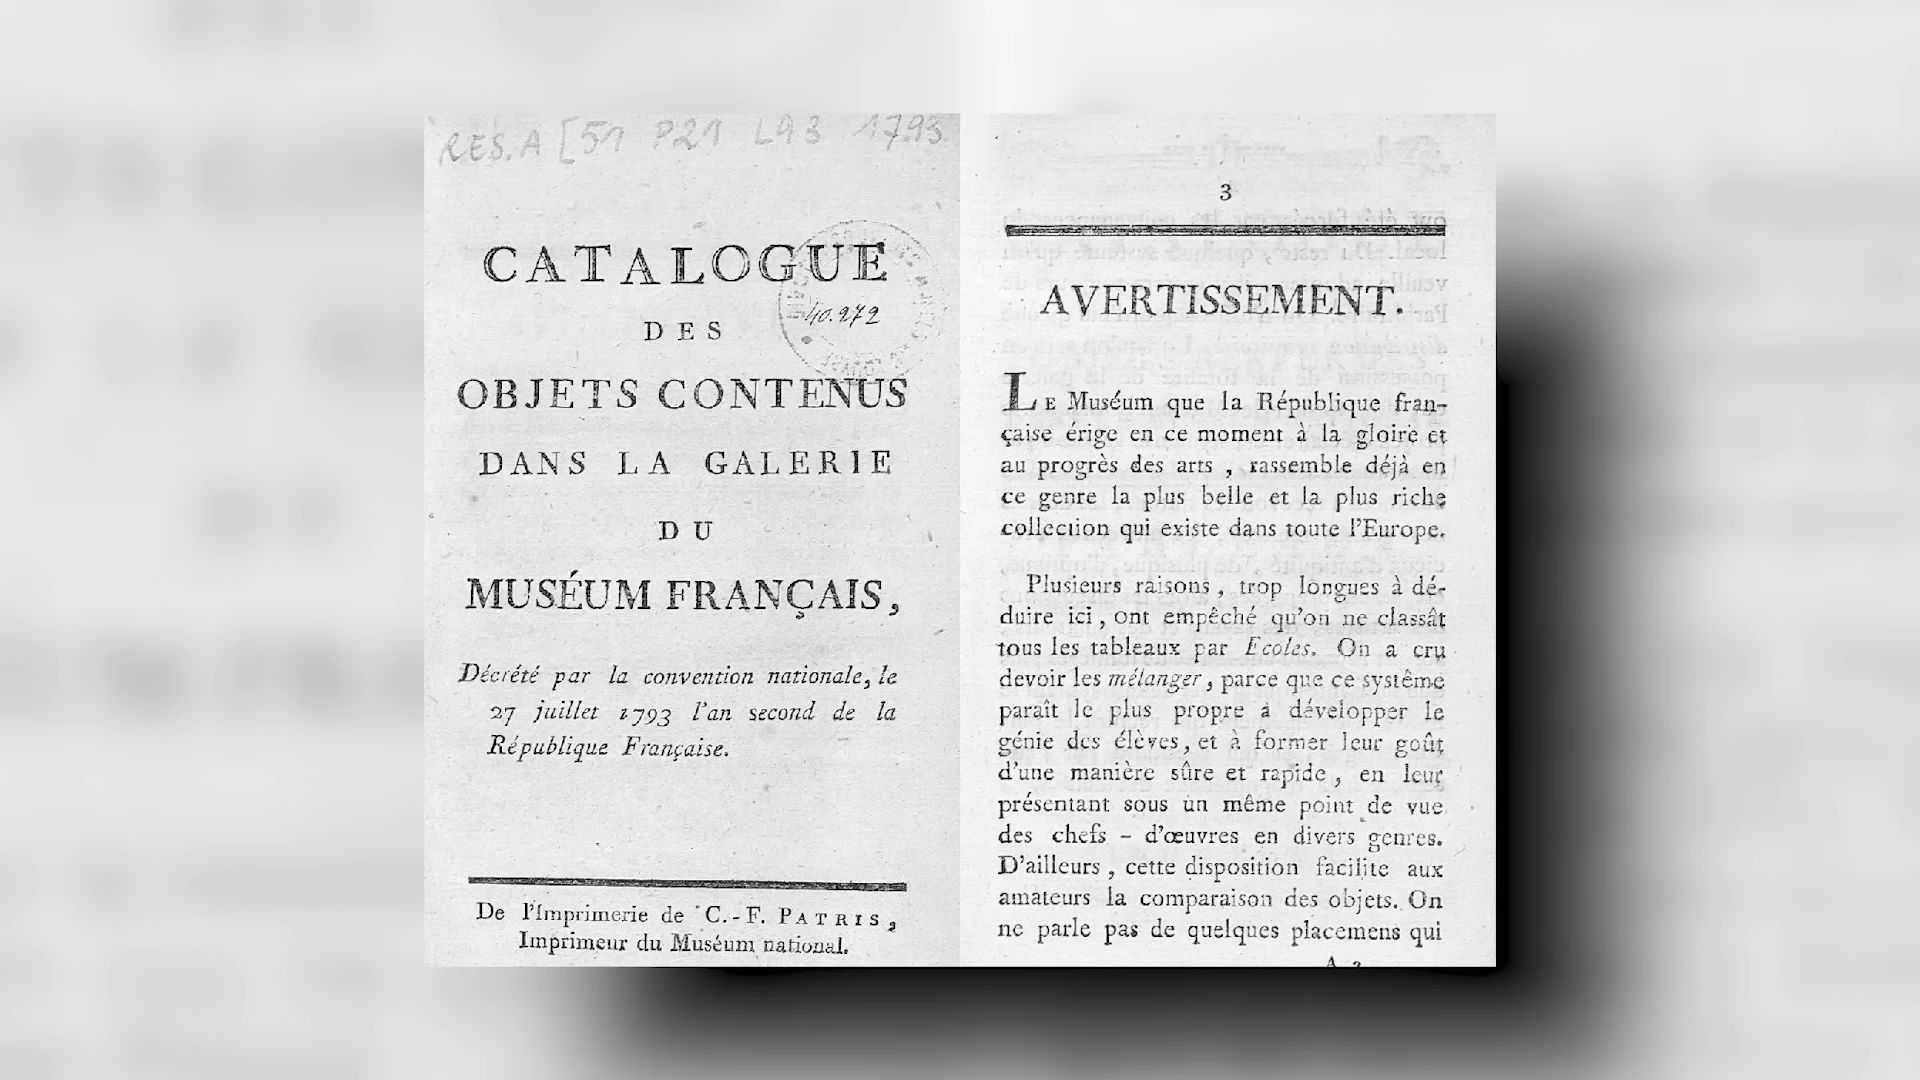 RES.A [51 P21 L93 1793
CATALOGUE
40.272
DES
OBJETS CONTENUS
DANS LA GALERIE
DU
MUSÉUM FRANÇAIS,
Décrété par la convention nationale, le
27 juillet 1793 l'an second de la
République Française.
De l'Imprimerie de C.-F. PATRIS,
Imprimeur du Muséum national.
3
AVERTISSEMENT.
LE Muséum que la République fran-
çaise érige en ce moment à la gloire et
au progrès des arts, rassemble déjà en
ce genre la plus belle et la plus riche
collection qui existe dans toute l'Europe.
Plusieurs raisons, trop longues à dé-
duire ici, ont empêché qu'on ne classât
tous les tableaux par Ecoles. On a cru
devoir les mélanger, parce que ce systême
paraît le plus propre à développer le
génie des élèves, et à former leur goût
d'une manière sûre et rapide, en leur
présentant sous un même point de vue
des chefs-d'œuvres en divers genres.
D'ailleurs, cette disposition facilite aux
amateurs la comparaison des objets. On
ne parle pas de quelques placemens qui